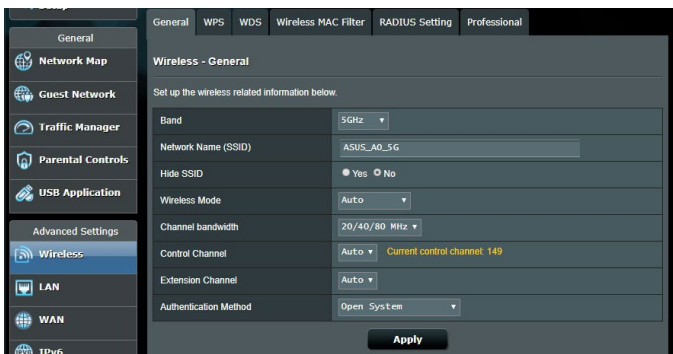 General WPS WDS Wireless MAC Filter RADIUS Setting Professional
General
Network Map
Guest Network
Traffic Manager
Parental Controls
USB Application
Advanced Settings
Wireless
LAN
WAN
IPv6
Wireless - General
Set up the wireless related information below.
Band 5GHz
Network Name (SSID) ASUS_A0_5G
Hide SSID Yes No
Wireless Mode Auto
Channel bandwidth 20/40/80 MHz
Control Channel Auto Current control channel: 149
Extension Channel Auto
Authentication Method Open System
Apply